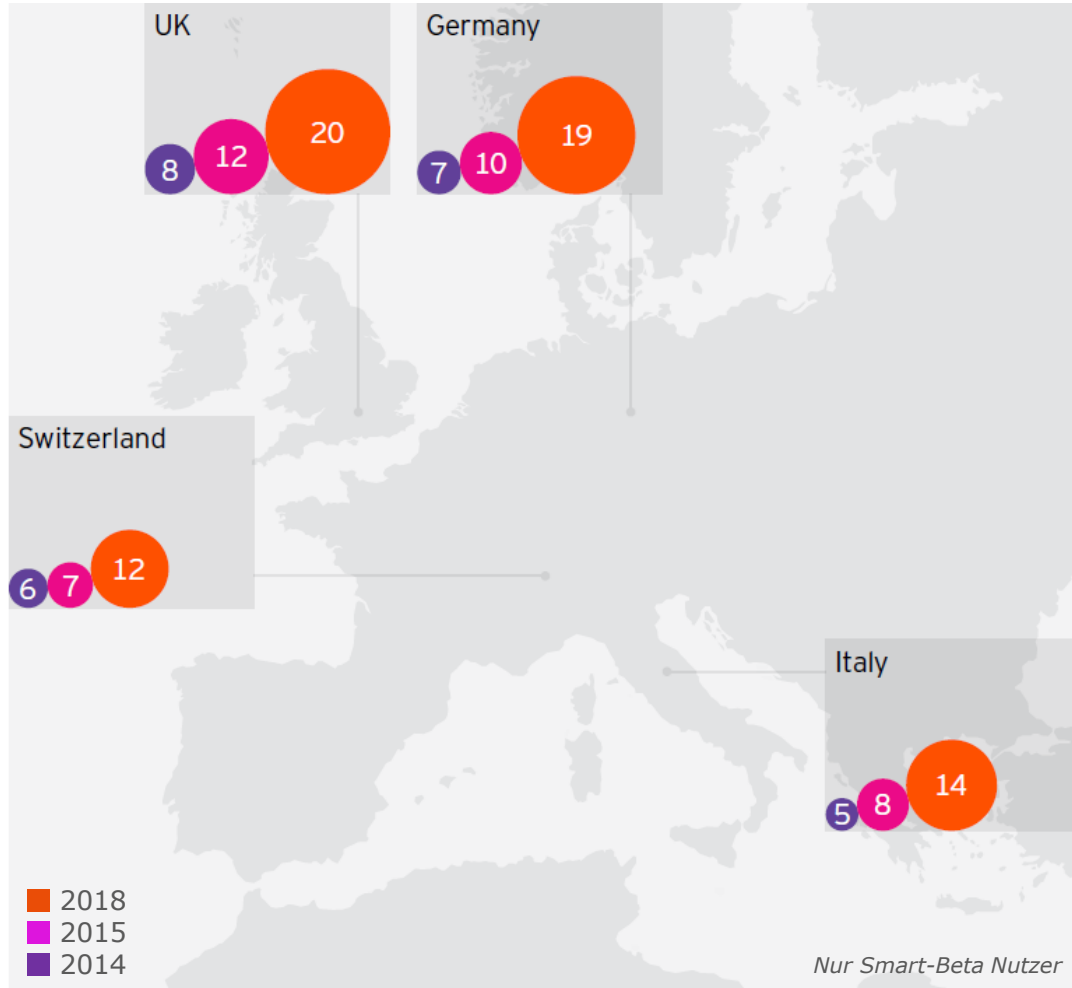 UK
8 12 20
Germany
7 10 19
Switzerland
6 7 12
Italy
5 8 14
2018
2015
2014
Nur Smart-Beta Nutzer